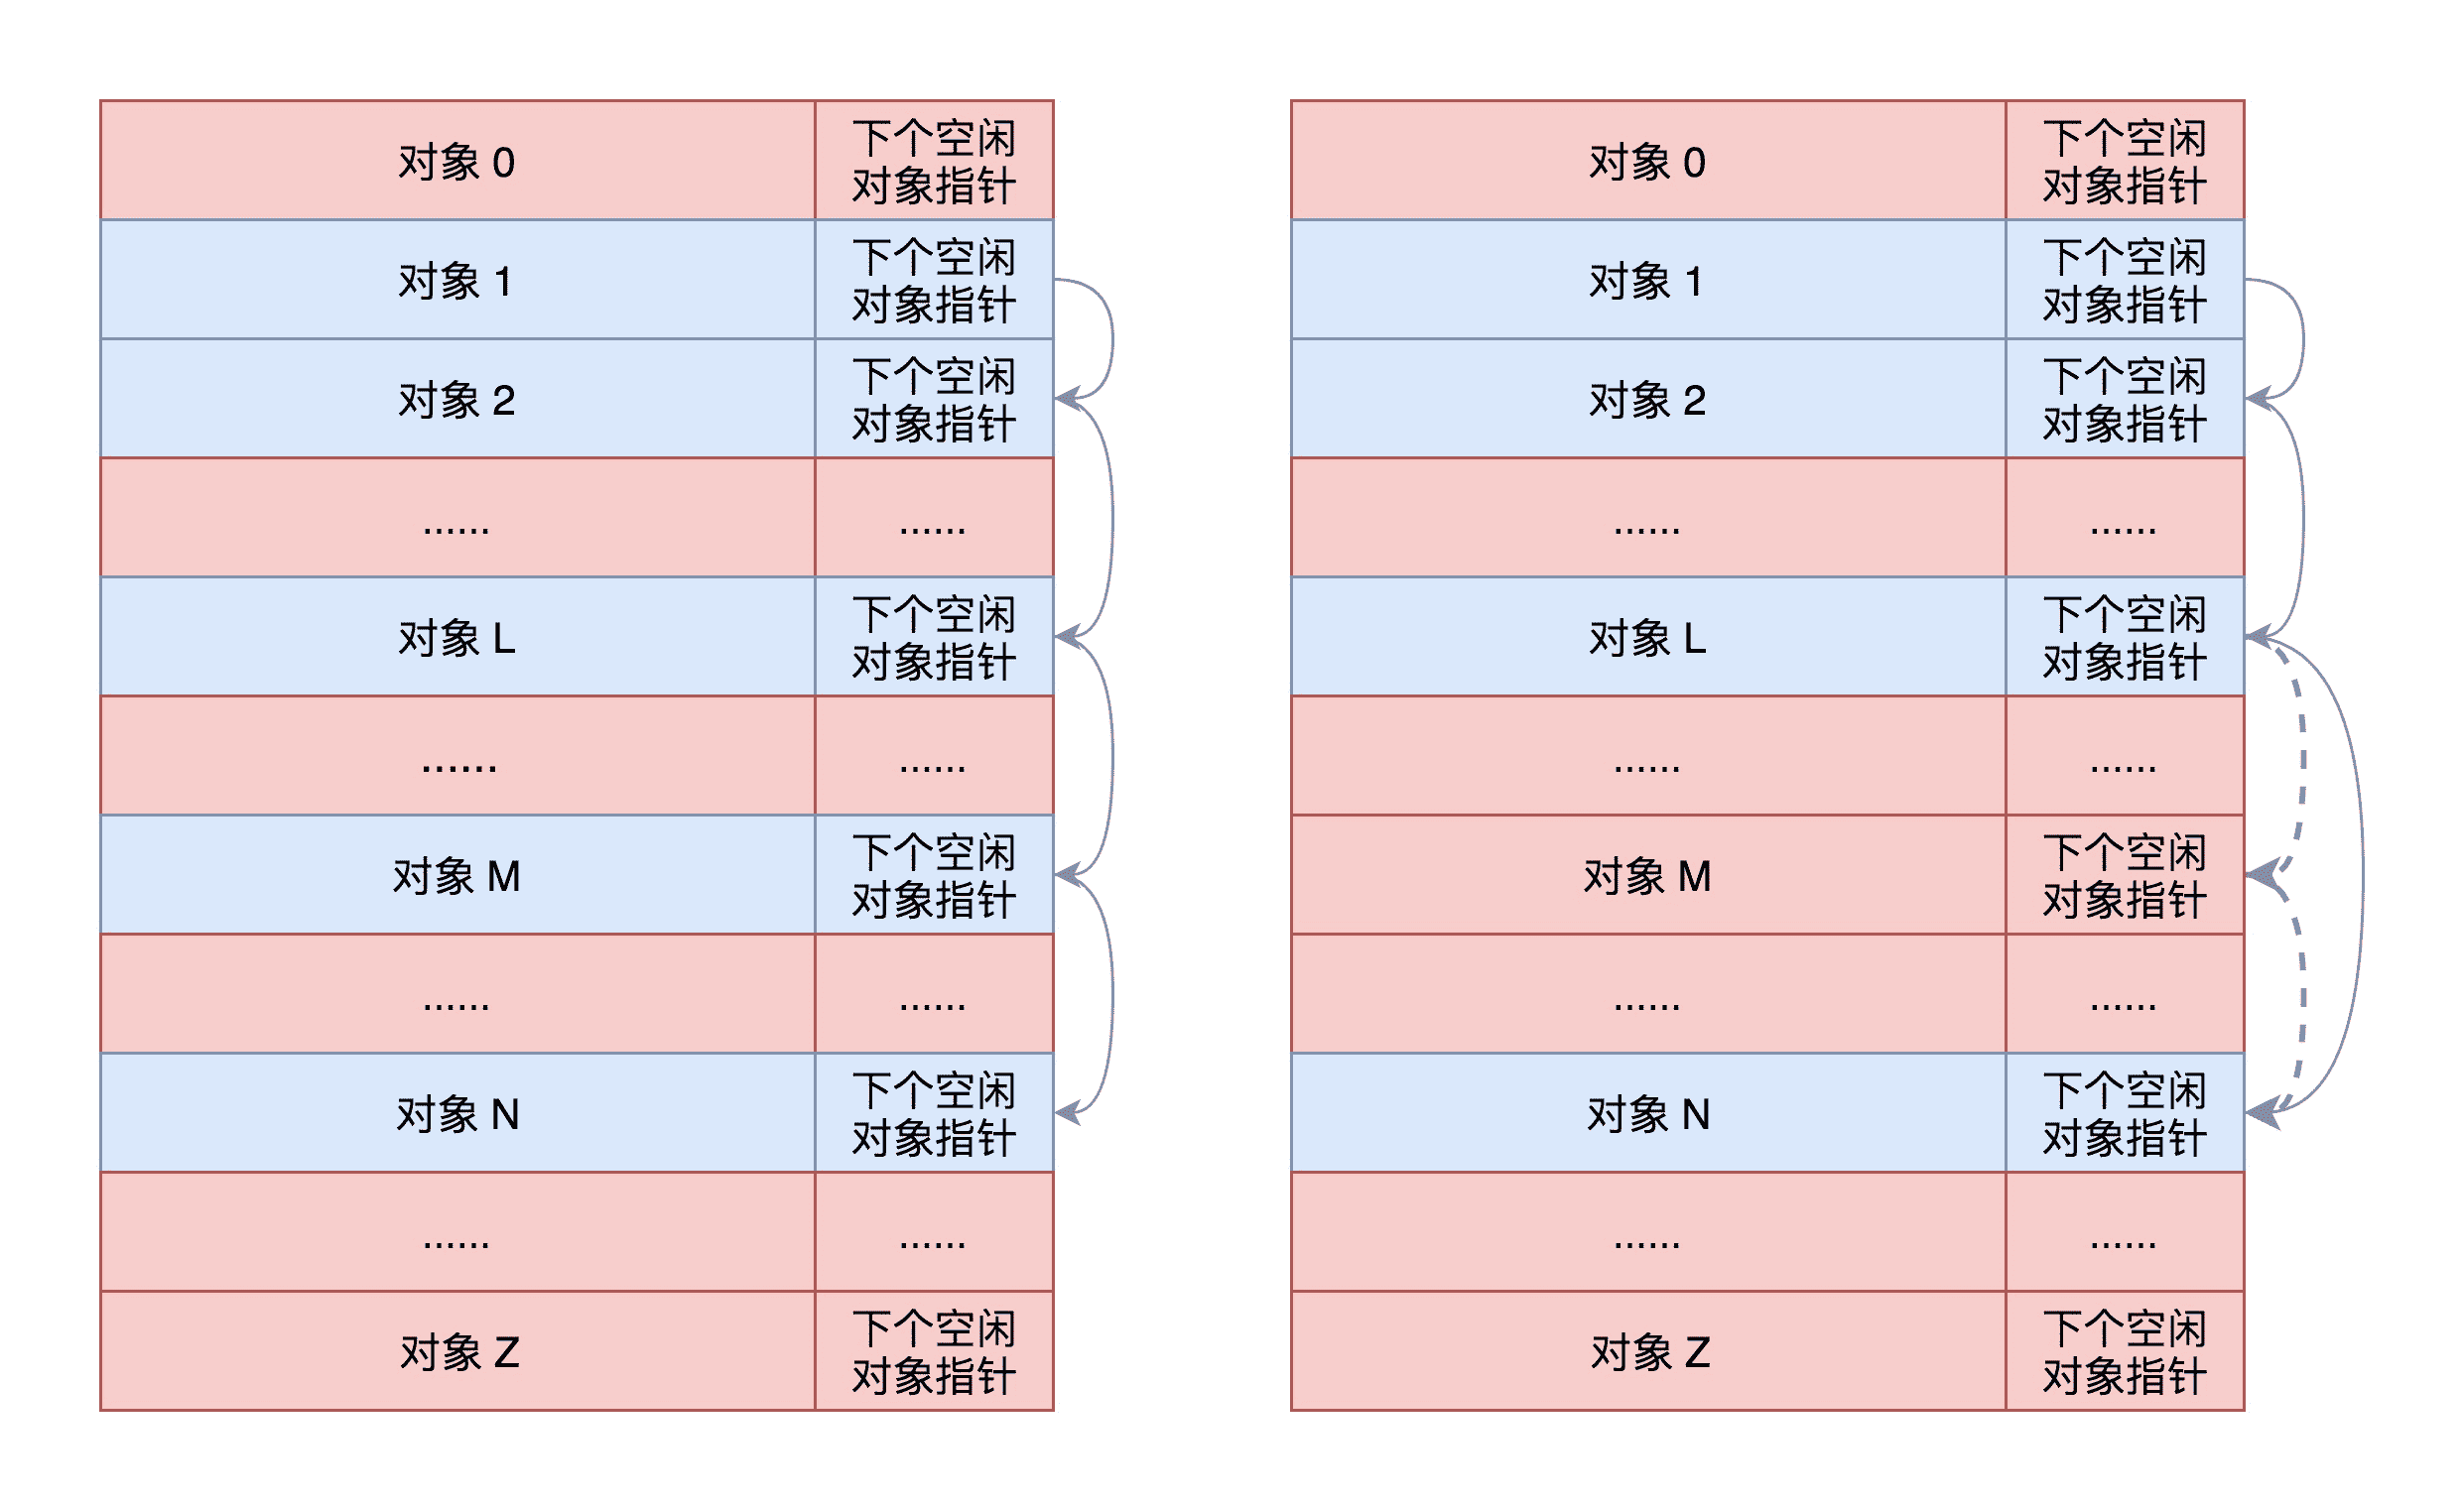 对象 0
下个空闲
对象指针
对象 1
下个空闲
对象指针
对象 2
下个空闲
对象指针
......
......
对象 L
下个空闲
对象指针
......
......
对象 M
下个空闲
对象指针
......
......
对象 N
下个空闲
对象指针
......
......
对象 Z
下个空闲
对象指针
对象 0
下个空闲
对象指针
对象 1
下个空闲
对象指针
对象 2
下个空闲
对象指针
......
......
对象 L
下个空闲
对象指针
......
......
对象 M
下个空闲
对象指针
......
......
对象 N
下个空闲
对象指针
......
......
对象 Z
下个空闲
对象指针